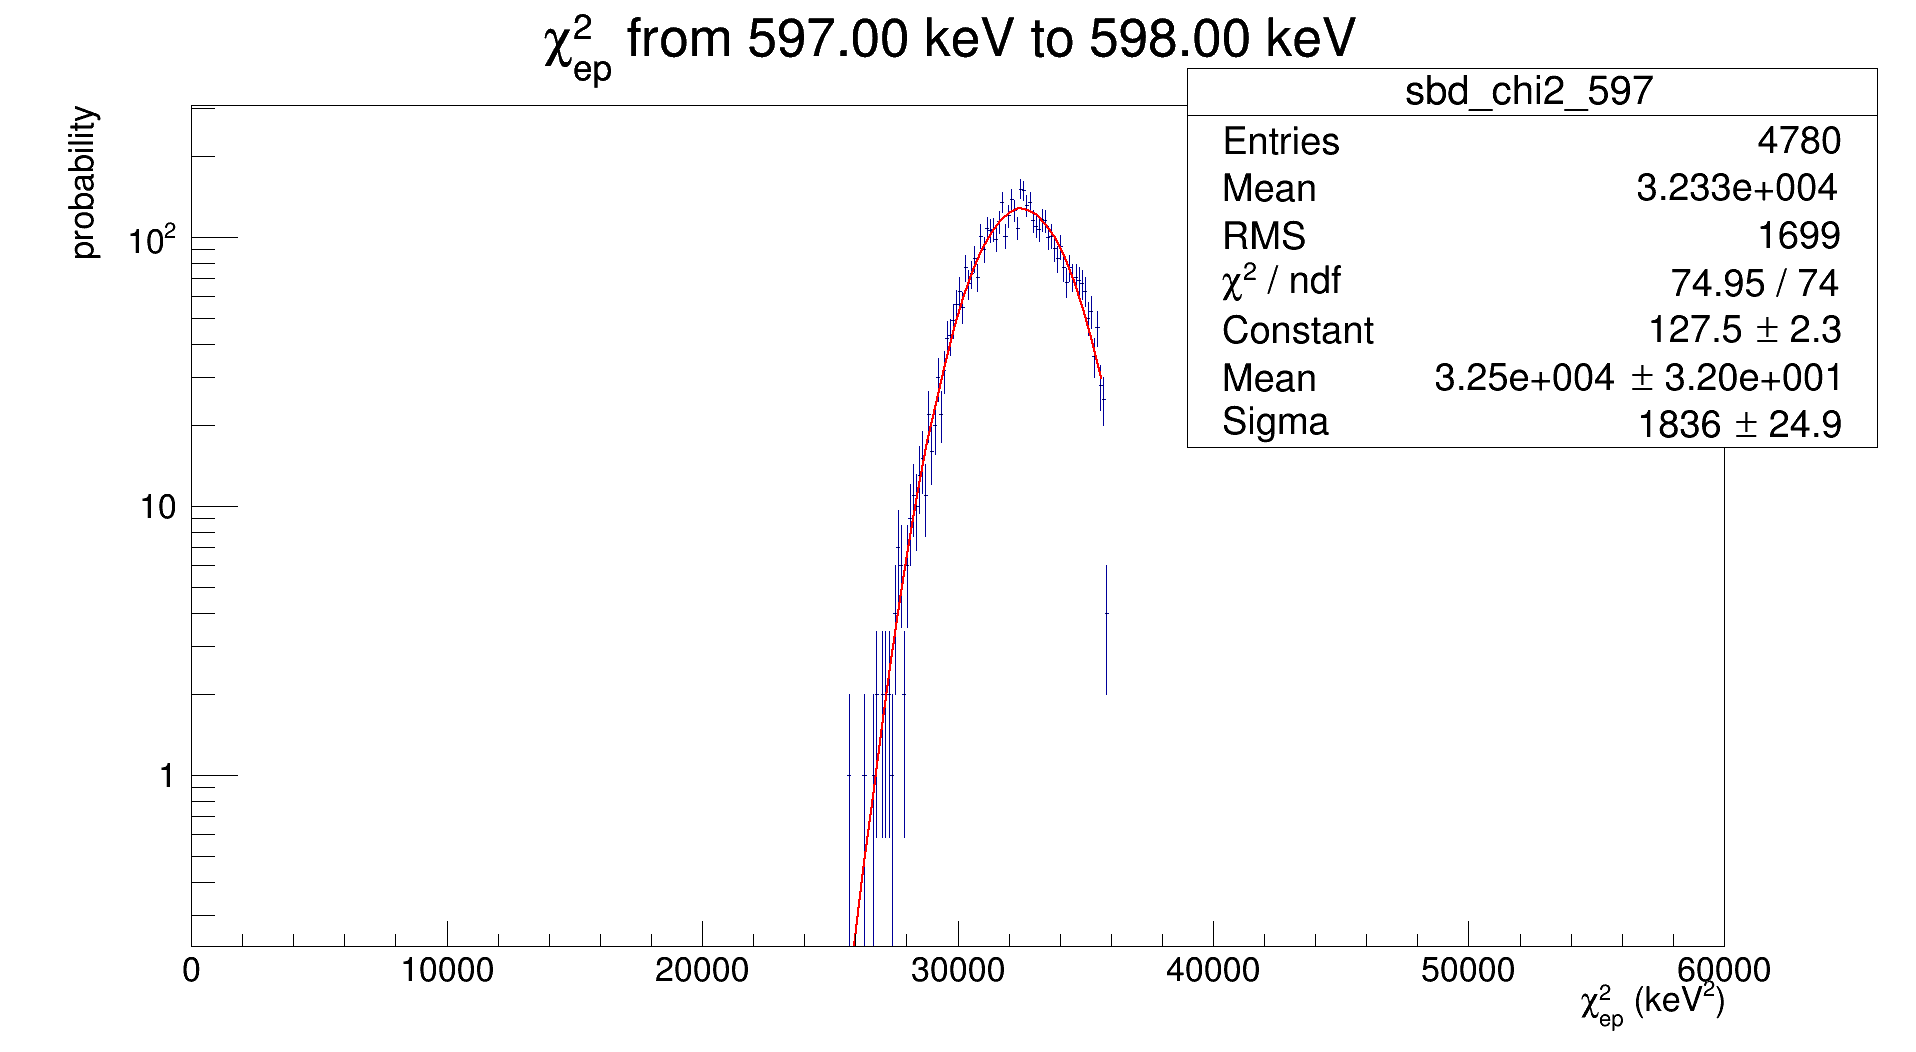 χ²ₑₚ from 597.00 keV to 598.00 keV
sbd_chi2_597
Entries 4780
Mean 3.233e+004
RMS 1699
χ² / ndf 74.95 / 74
Constant 127.5 ± 2.3
Mean 3.25e+004 ± 3.20e+001
Sigma 1836 ± 24.9
probability
10²
10
1
0 10000 20000 30000 40000 50000 60000
χ²ₑₚ (keV²)